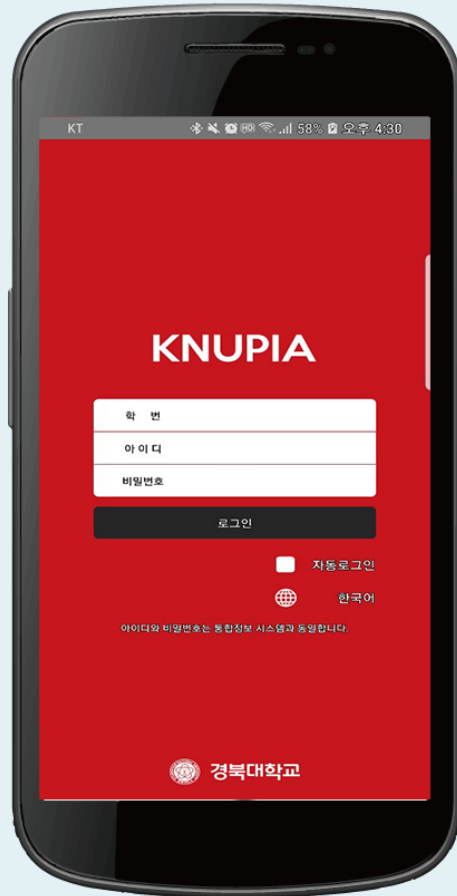 KT HD 58% 오후 4:30
KNUPIA
학 번
아이디
비밀번호
로그인
자동로그인
한국어
아이디와 비밀번호는 통합정보 시스템과 동일합니다.
경북대학교